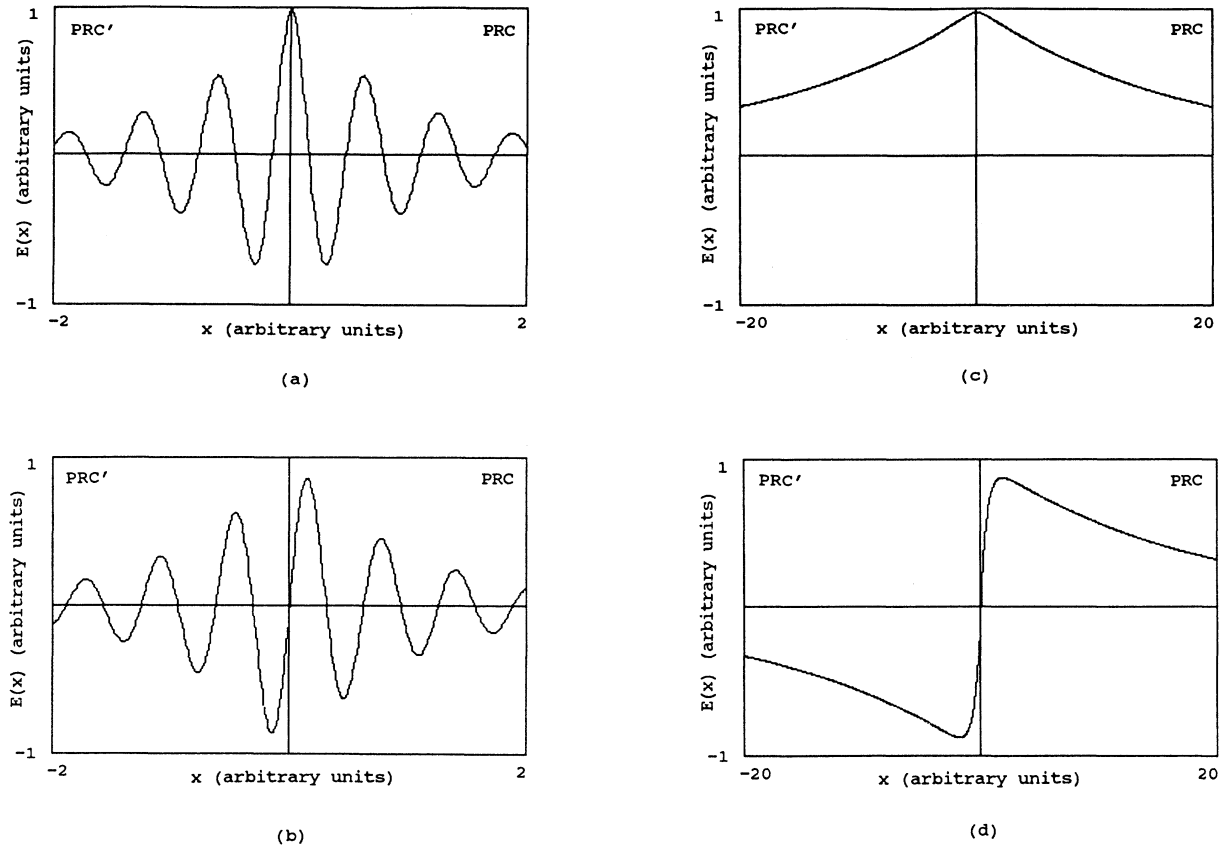 1
PRC′
PRC
E(x) (arbitrary units)
-1
-2
x (arbitrary units)
2
(a)
1
PRC′
PRC
E(x) (arbitrary units)
-1
-20
x (arbitrary units)
20
(c)
1
PRC′
PRC
E(x) (arbitrary units)
-1
-2
x (arbitrary units)
2
(b)
1
PRC′
PRC
E(x) (arbitrary units)
-1
-20
x (arbitrary units)
20
(d)